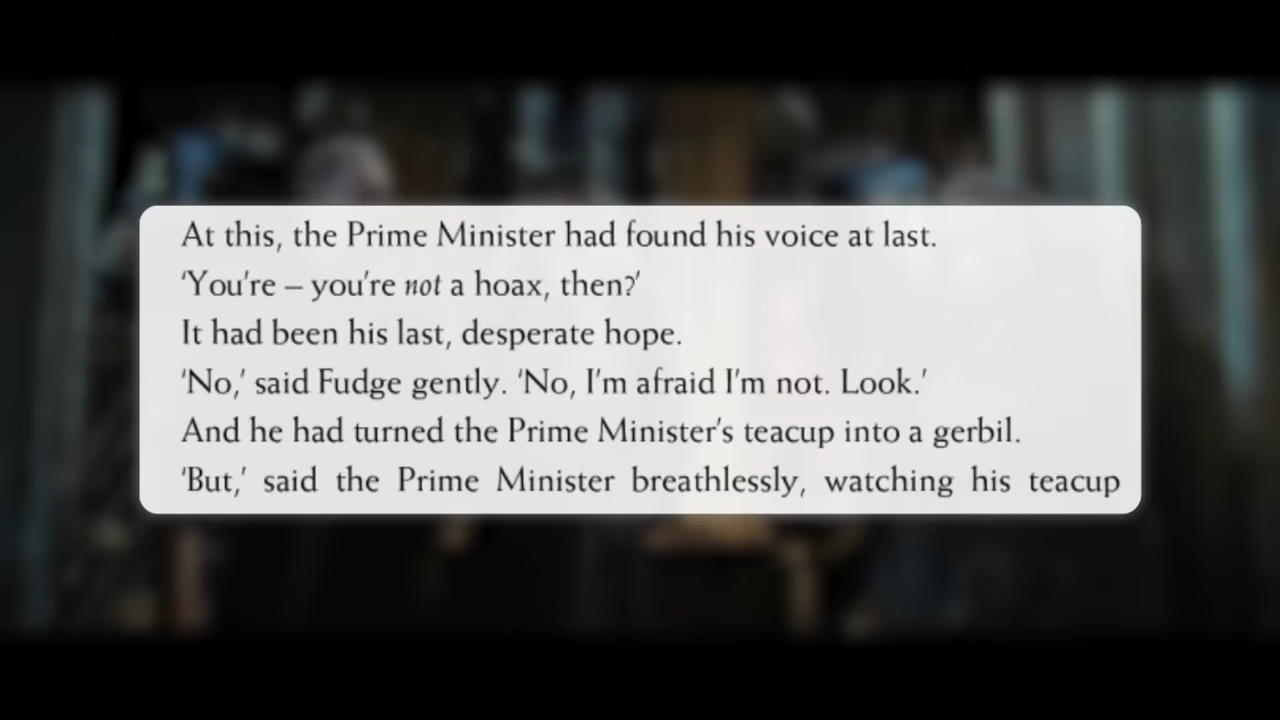 At this, the Prime Minister had found his voice at last.
‘You’re – you’re not a hoax, then?’
It had been his last, desperate hope.
‘No,’ said Fudge gently. ‘No, I’m afraid I’m not. Look.’
And he had turned the Prime Minister’s teacup into a gerbil.
‘But,’ said the Prime Minister breathlessly, watching his teacup